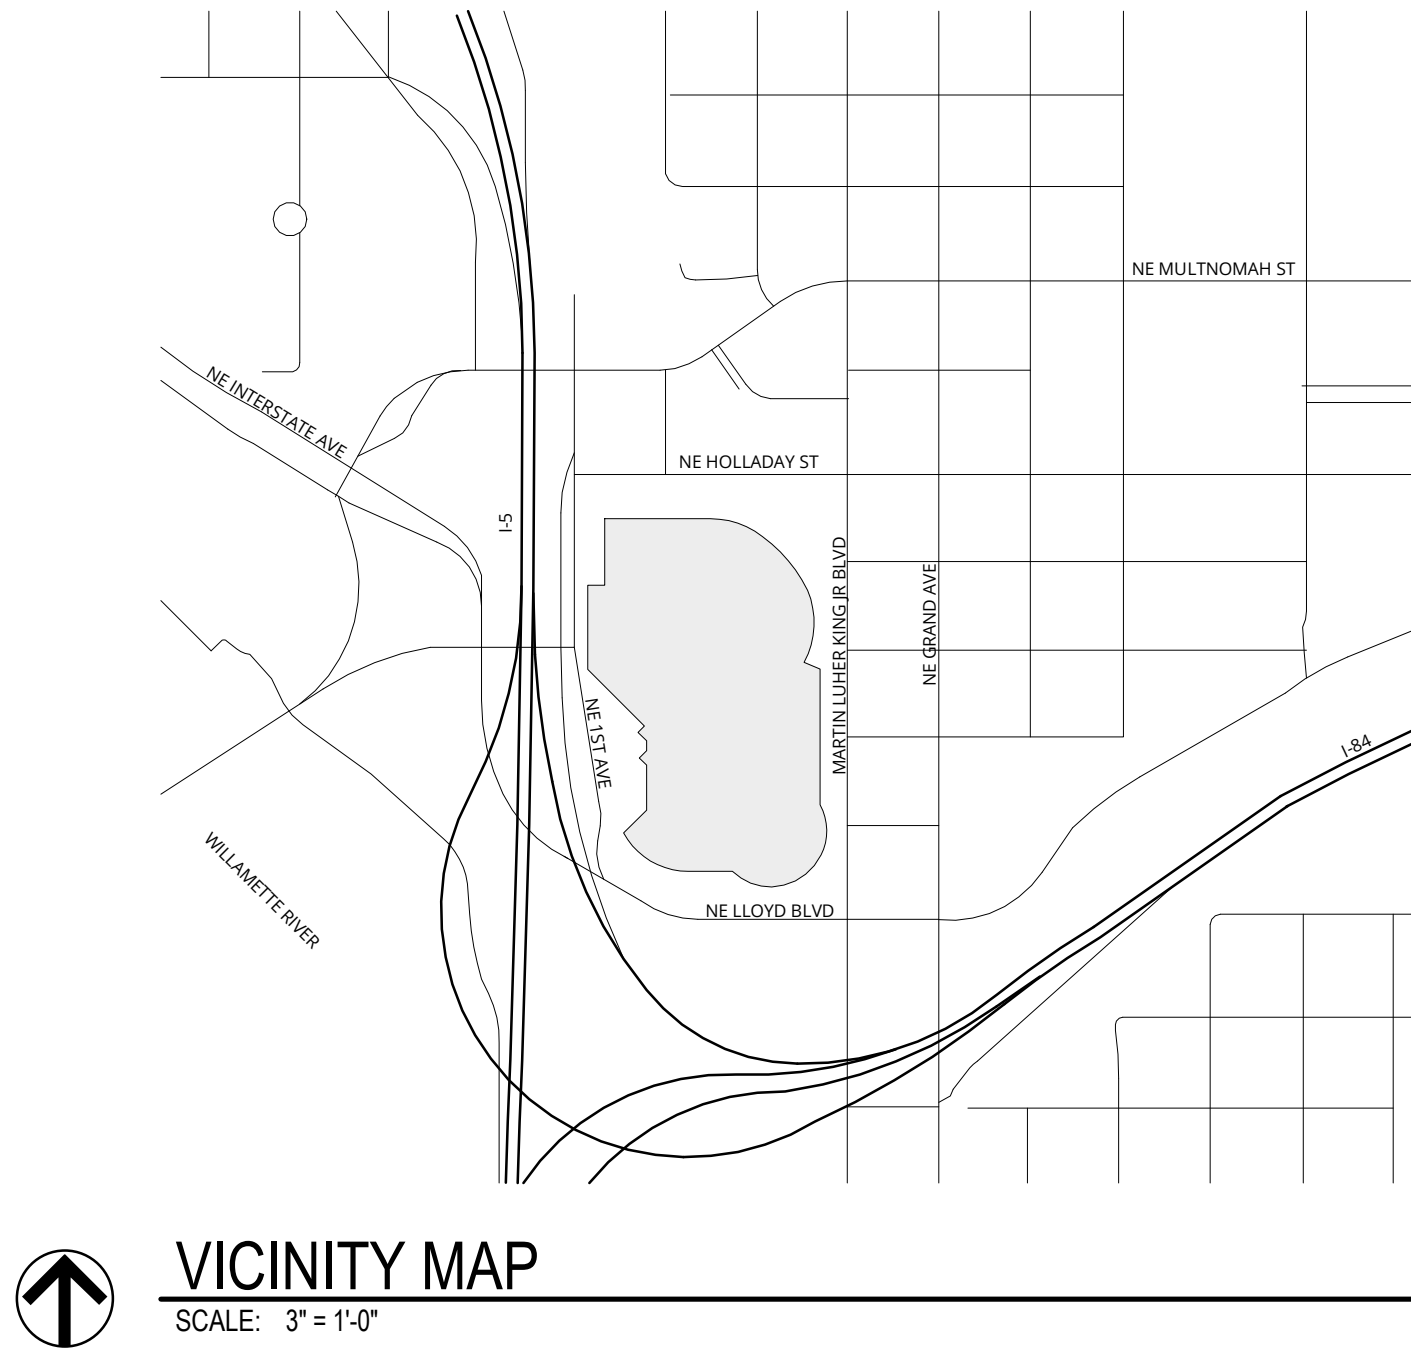 NE MULTNOMAH ST
NE INTERSTATE AVE
NE HOLLADAY ST
I-5
MARTIN LUHER KING JR BLVD
NE GRAND AVE
NE 1ST AVE
I-84
WILLAMETTE RIVER
NE LLOYD BLVD
VICINITY MAP
SCALE: 3" = 1'-0"